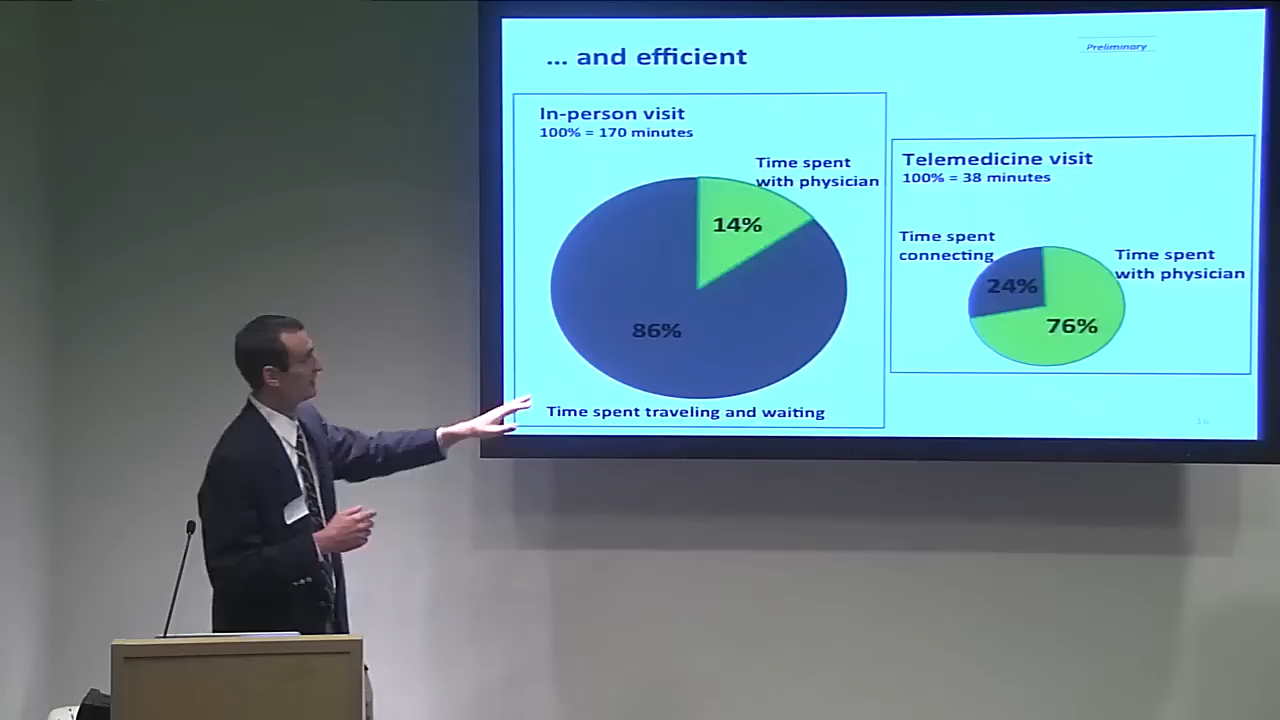 ... and efficient
Preliminary
In-person visit
100% = 170 minutes
Time spent
with physician
14%
86%
Time spent traveling and waiting
Telemedicine visit
100% = 38 minutes
Time spent
connecting
24%
Time spent
with physician
76%
16